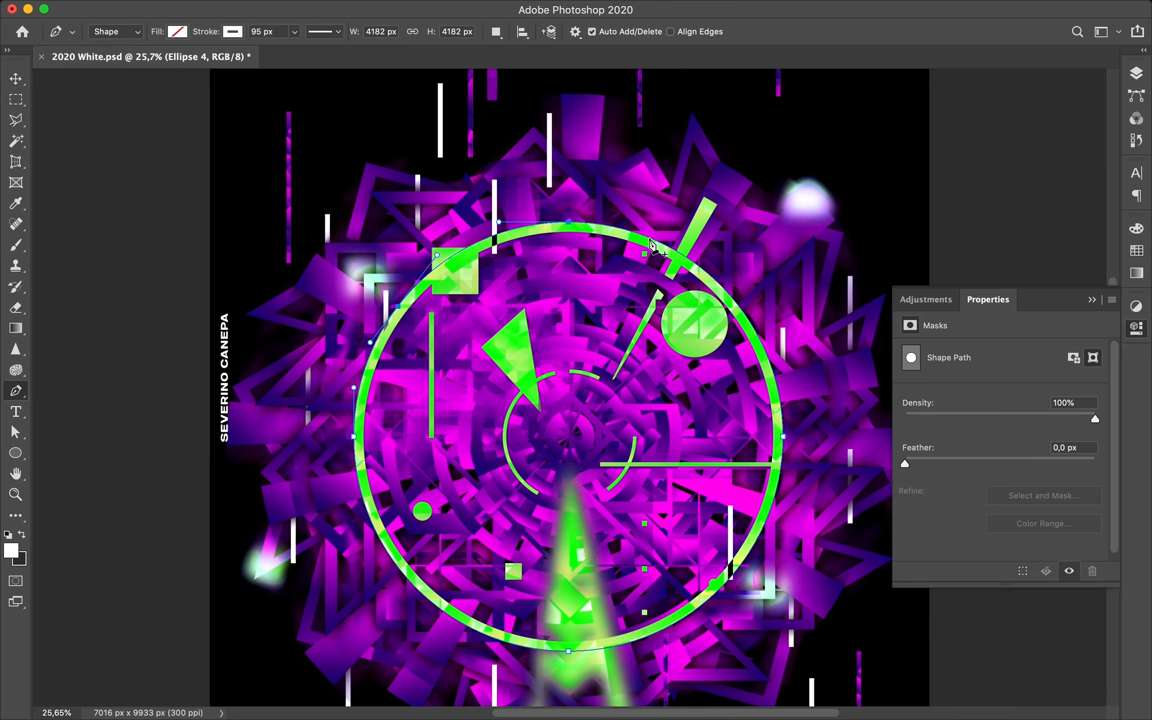 Adobe Photoshop 2020
Shape Fill: Stroke: 95 px W: 4182 px H: 4182 px Auto Add/Delete Align Edges
2020 White.psd @ 25,7% (Ellipse 4, RGB/8) *
SEVERINO CANEPA
Adjustments Properties
Masks
Shape Path
Density: 100%
Feather: 0,0 px
Refine: Select and Mask...
Color Range...
25,65% 7016 px x 9933 px (300 ppi)